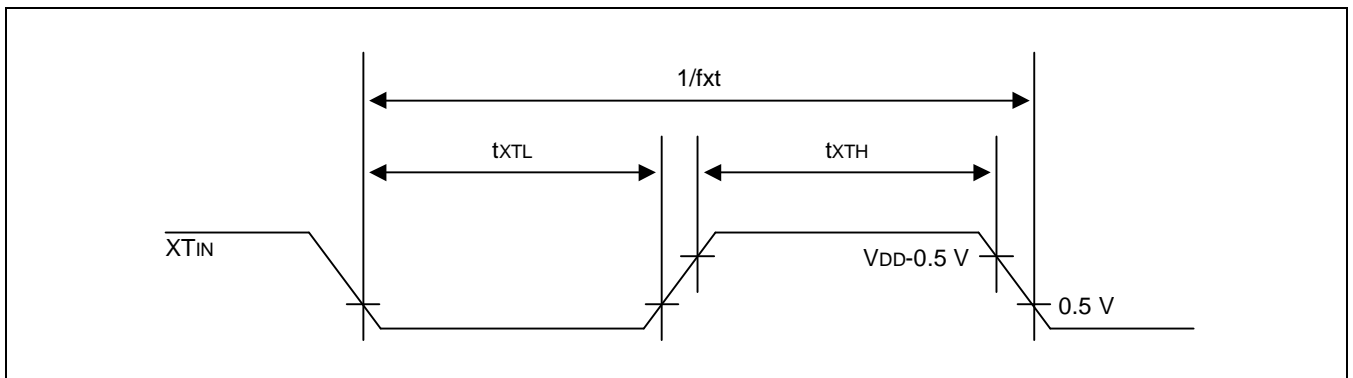 1/fxt
tXTL
tXTH
XTIN
VDD-0.5 V
0.5 V